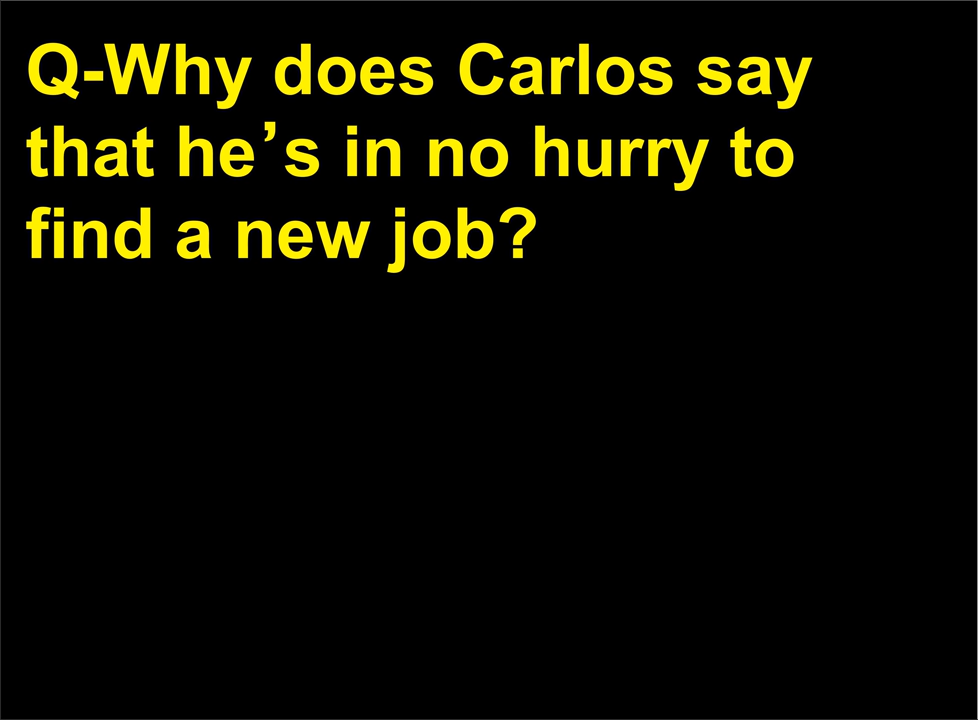 Q-Why does Carlos say
that he’s in no hurry to
find a new job?